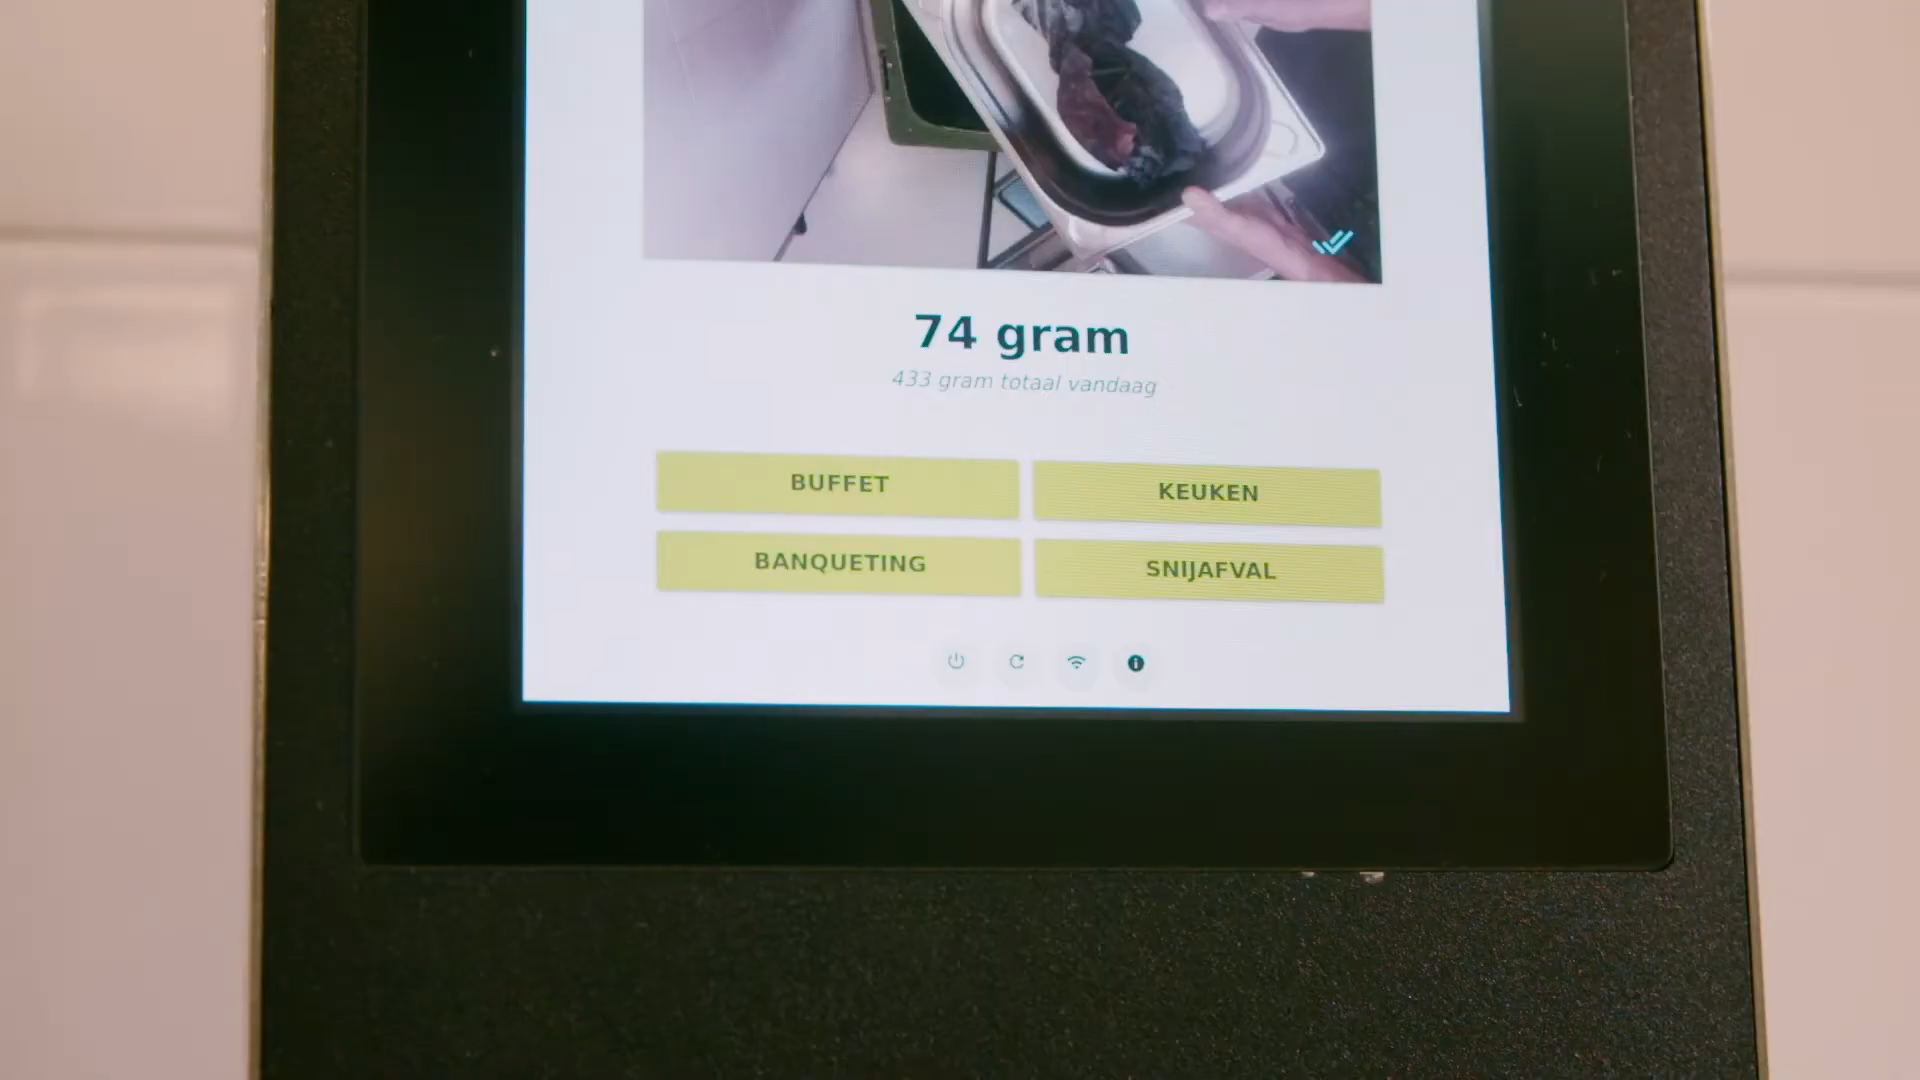 74 gram
433 gram totaal vandaag
BUFFET
KEUKEN
BANQUETING
SNIJAFVAL